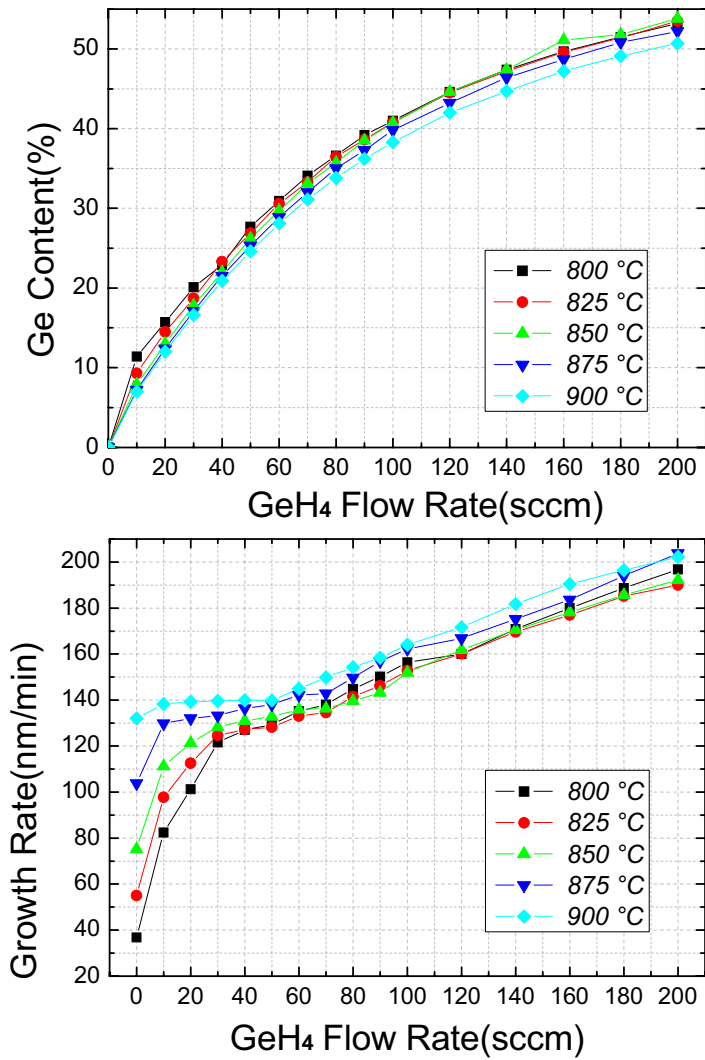 Ge Content(%)
50
40
30
20
10
0
800 °C
825 °C
850 °C
875 °C
900 °C
0 20 40 60 80 100 120 140 160 180 200
GeH₄ Flow Rate(sccm)
Growth Rate(nm/min)
200
180
160
140
120
100
80
60
40
20
800 °C
825 °C
850 °C
875 °C
900 °C
0 20 40 60 80 100 120 140 160 180 200
GeH₄ Flow Rate(sccm)